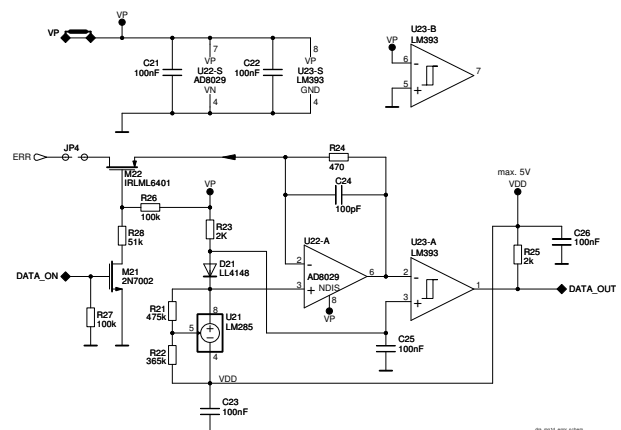 VP
VP
C21
100nF
7
VP
U22-S
AD8029
VN
4
C22
100nF
8
VP
U23-S
LM393
GND
4
U23-B
LM393
VP
6
5
7
ERR
JP4
M22
IRLML6401
R24
470
C24
100pF
R26
100k
VP
R23
2K
R28
51k
D21
LL4148
DATA_ON
M21
2N7002
R27
100k
R21
475k
R22
365k
8
5
4
U21
LM285
VDD
C23
100nF
U22-A
AD8029
NDIS
2
3
6
8
VP
U23-A
LM393
2
3
1
C25
100nF
max. 5V
VDD
R25
2k
C26
100nF
DATA_OUT